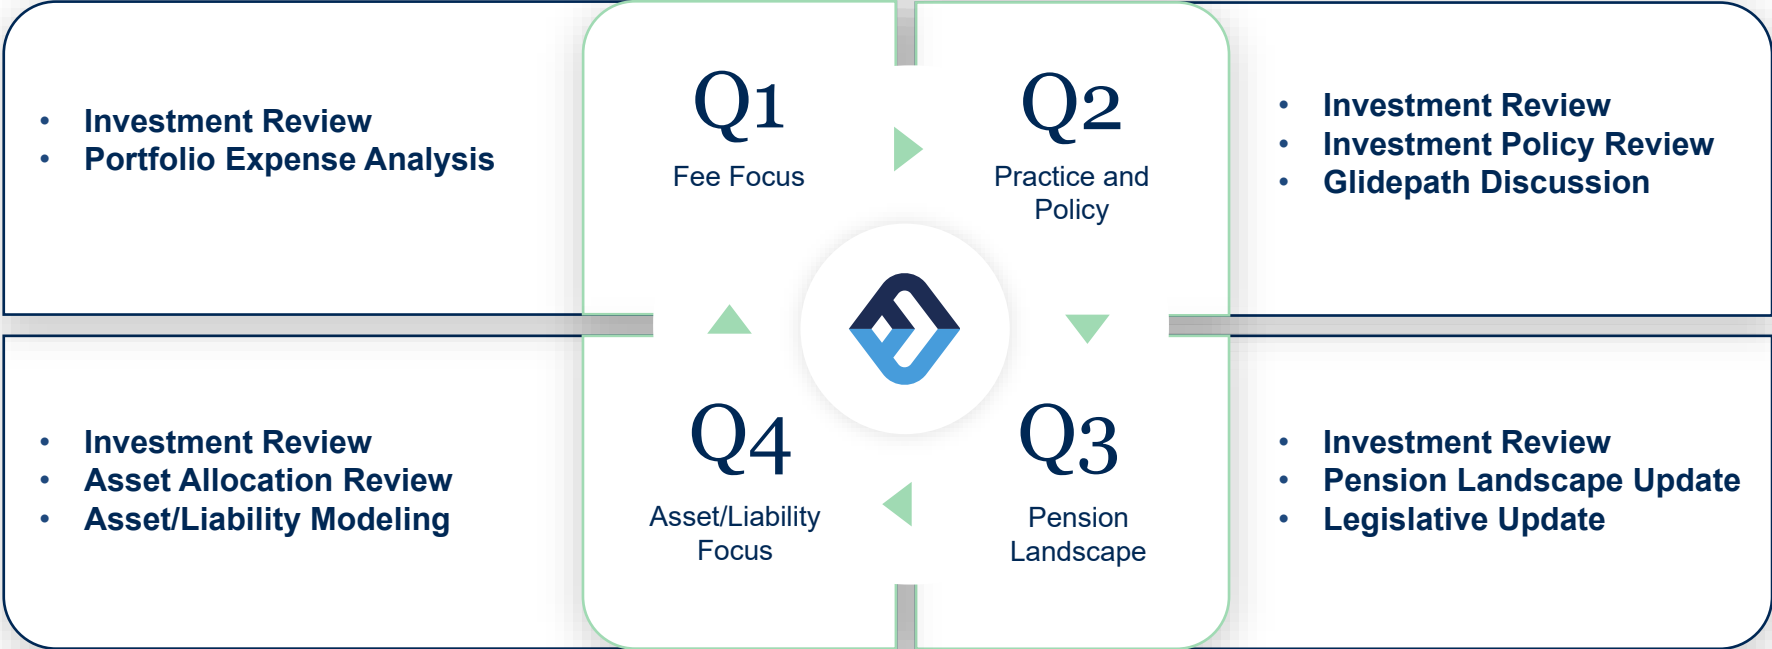 • Investment Review
• Portfolio Expense Analysis
Q1
Fee Focus
Q2
Practice and
Policy
• Investment Review
• Investment Policy Review
• Glidepath Discussion
• Investment Review
• Asset Allocation Review
• Asset/Liability Modeling
Q4
Asset/Liability
Focus
Q3
Pension
Landscape
• Investment Review
• Pension Landscape Update
• Legislative Update